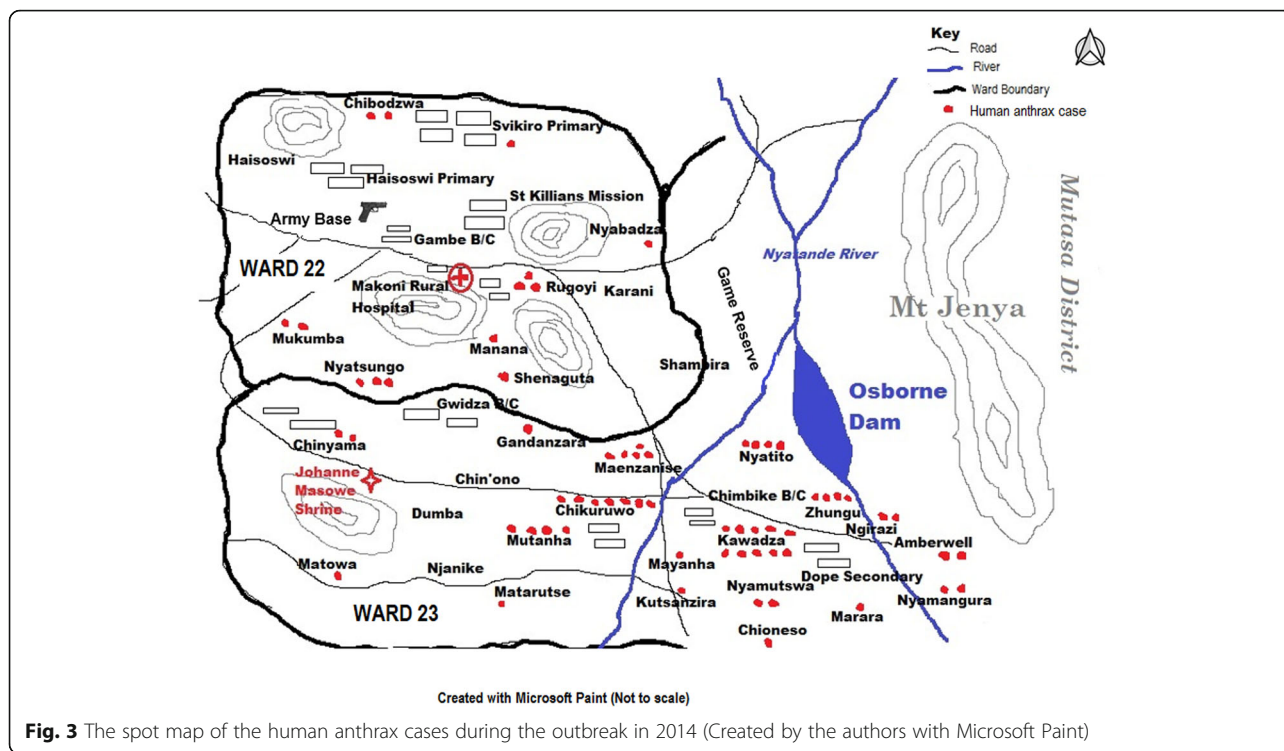 Key
Road
River
Ward Boundary
Human anthrax case
Chibodzwa
Svikiro Primary
Haisoswi
Haisoswi Primary
Army Base
St Killians Mission
Gambe B/C
Nyabadza
WARD 22
Makoni Rural
Hospital
Rugoyi
Karani
Mukumba
Manana
Nyatsungo
Shenaguta
Shambira
Game Reserve
Nyatande River
Mt Jenya
Mutasa District
Osborne
Dam
Gwidza B/C
Chinyama
Gandanzara
Maenzanise
Nyatito
Johanne
Masowe
Shrine
Chin'ono
Chimbike B/C
Dumba
Chikuruwo
Zhungu
Ngirazi
Mutanha
Kawadza
Amberwell
Matowa
Njanike
Mayanha
Dope Secondary
Matarutse
Kutsanzira
Nyamutswa
Nyamangura
WARD 23
Marara
Chioneso
Created with Microsoft Paint (Not to scale)
Fig. 3 The spot map of the human anthrax cases during the outbreak in 2014 (Created by the authors with Microsoft Paint)